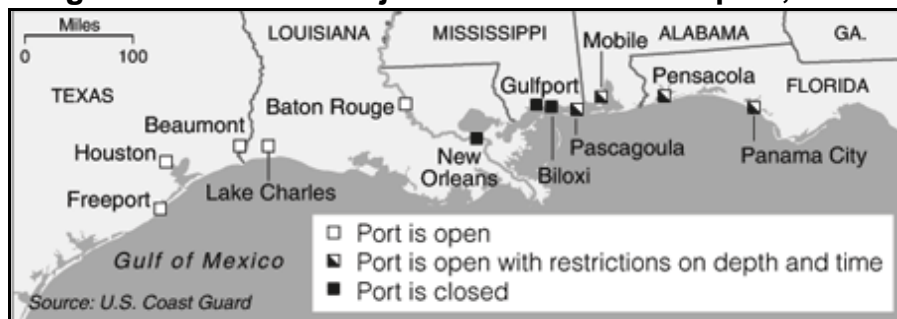 Miles
0 100
LOUISIANA
MISSISSIPPI
ALABAMA
GA.
Mobile
TEXAS
Gulfport
Pensacola
FLORIDA
Baton Rouge
Beaumont
Houston
New
Orleans
Pascagoula
Biloxi
Panama City
Lake Charles
Freeport
Port is open
Gulf of Mexico
Port is open with restrictions on depth and time
Source: U.S. Coast Guard
Port is closed